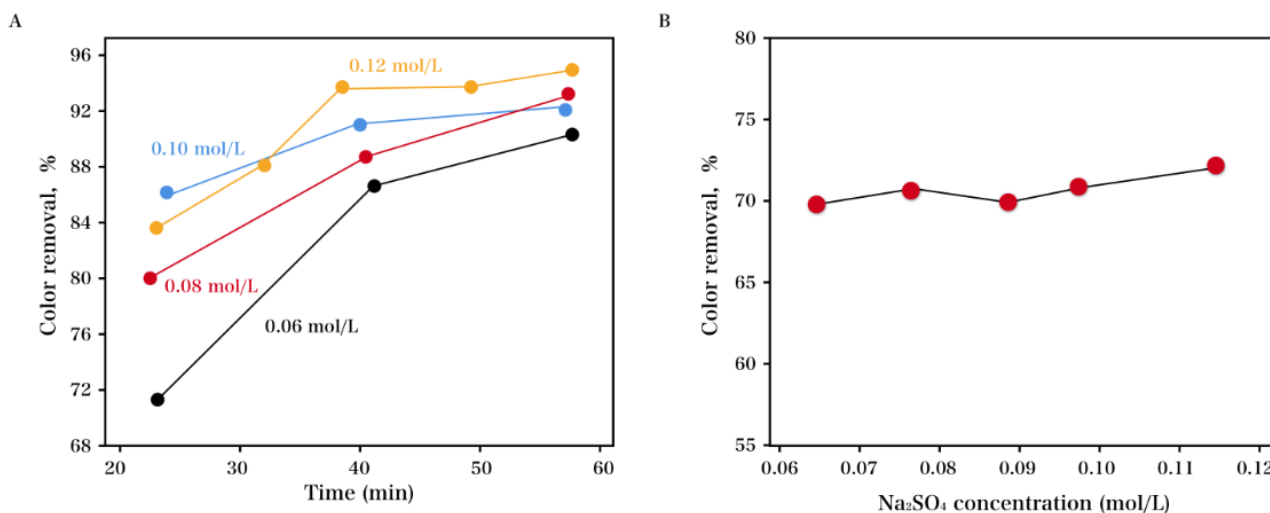 A
Color removal, %
96
92
88
84
80
76
72
68
20 30 40 50 60
Time (min)
0.12 mol/L
0.10 mol/L
0.08 mol/L
0.06 mol/L
B
Color removal, %
80
75
70
65
60
55
0.06 0.07 0.08 0.09 0.10 0.11 0.12
Na₂SO₄ concentration (mol/L)